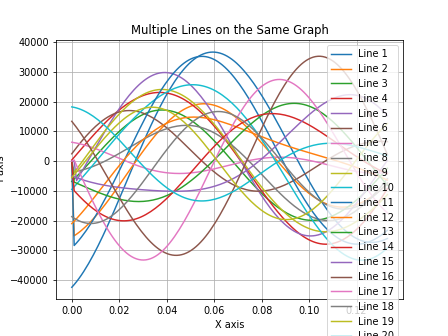 Multiple Lines on the Same Graph
40000
30000
20000
10000
0
-10000
-20000
-30000
-40000
0.00
0.02
0.04
0.06
0.08
0.10
X axis
axis
Line 1
Line 2
Line 3
Line 4
Line 5
Line 6
Line 7
Line 8
Line 9
Line 10
Line 11
Line 12
Line 13
Line 14
Line 15
Line 16
Line 17
Line 18
Line 19
Line 20